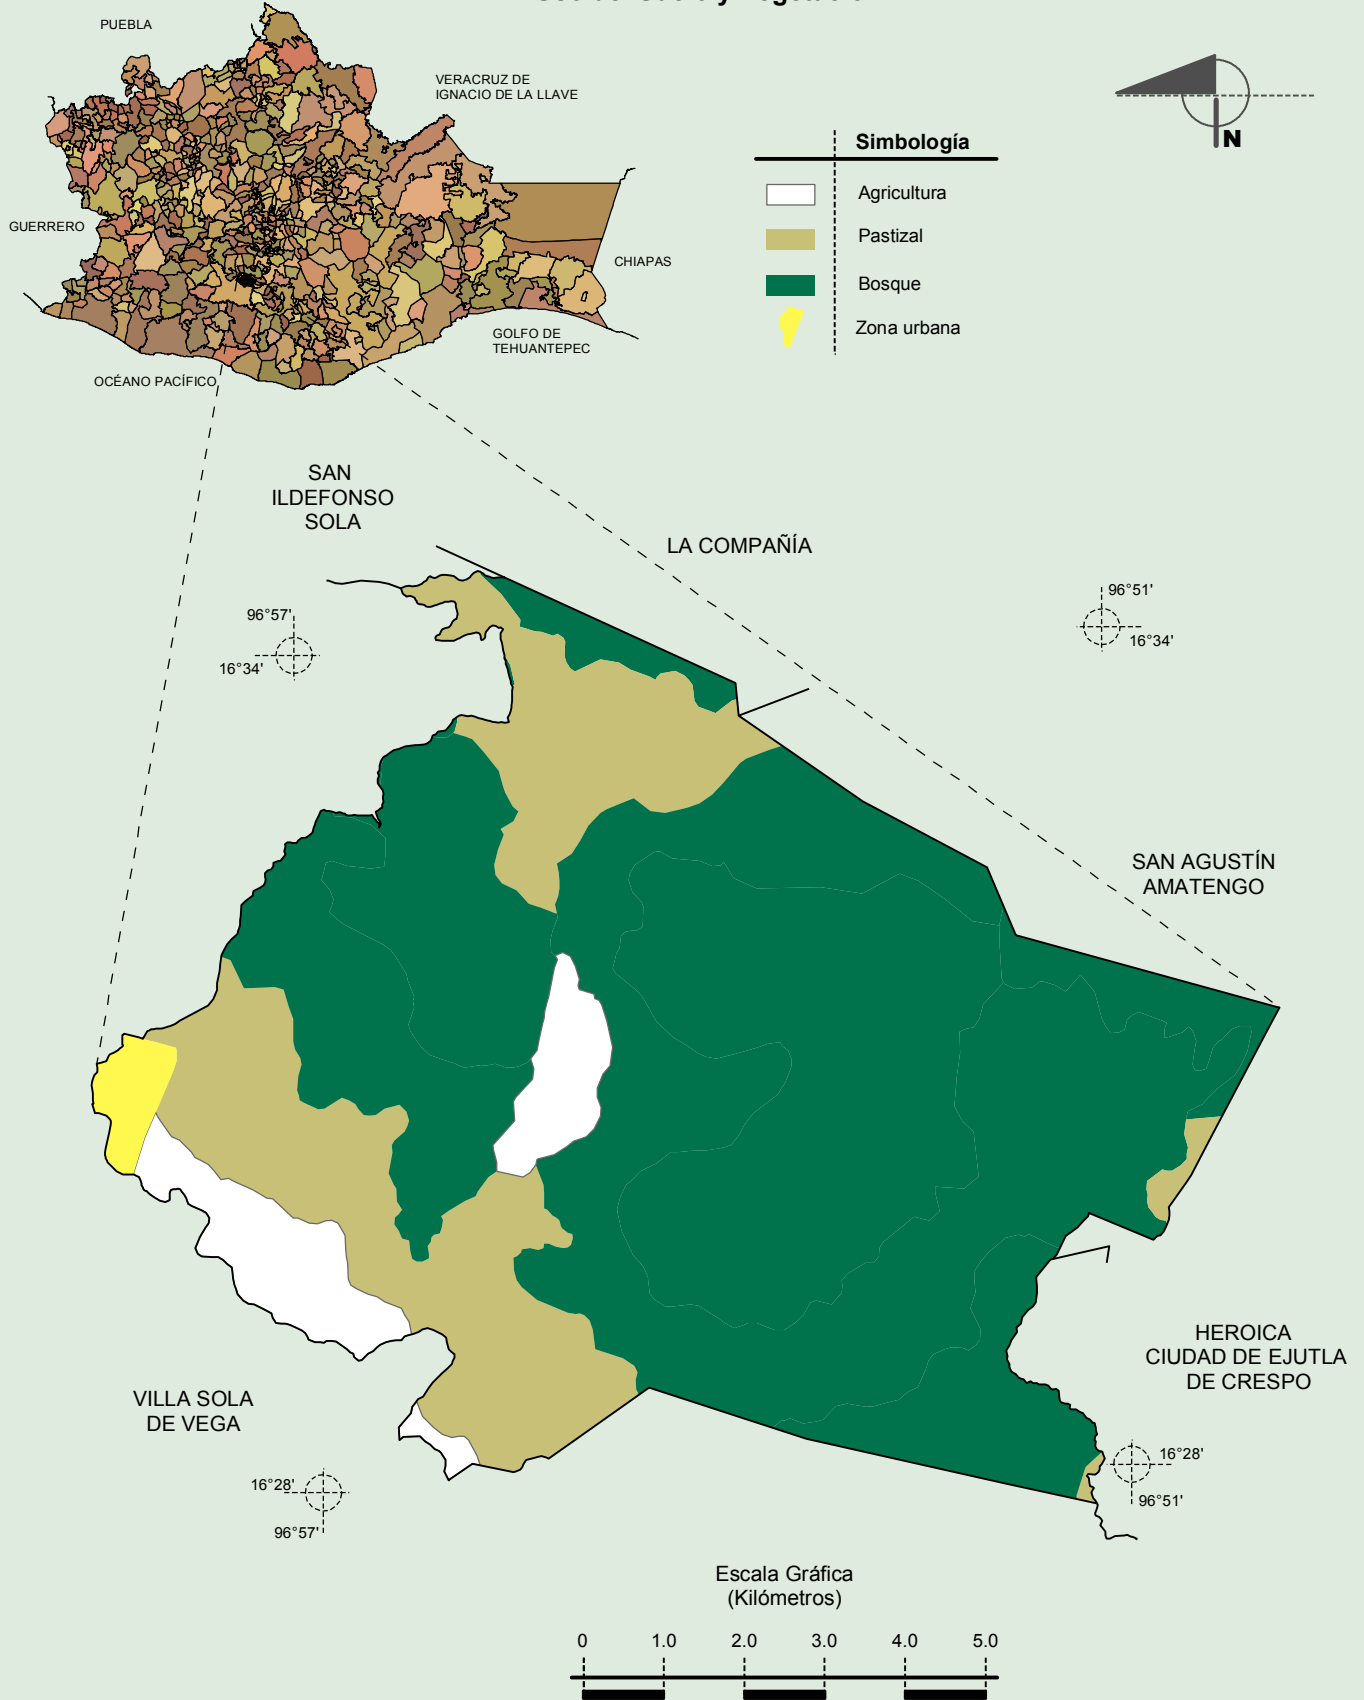 PUEBLA
VERACRUZ DE
IGNACIO DE LA LLAVE
GUERRERO
CHIAPAS
GOLFO DE
TEHUANTEPEC
OCÉANO PACÍFICO
N
Simbología
Agricultura
Pastizal
Bosque
Zona urbana
SAN
ILDEFONSO
SOLA
LA COMPAÑÍA
96°57'
16°34'
96°51'
16°34'
SAN AGUSTÍN
AMATENGO
HEROICA
CIUDAD DE EJUTLA
DE CRESPO
VILLA SOLA
DE VEGA
16°28'
96°57'
16°28'
96°51'
Escala Gráfica
(Kilómetros)
0 1.0 2.0 3.0 4.0 5.0